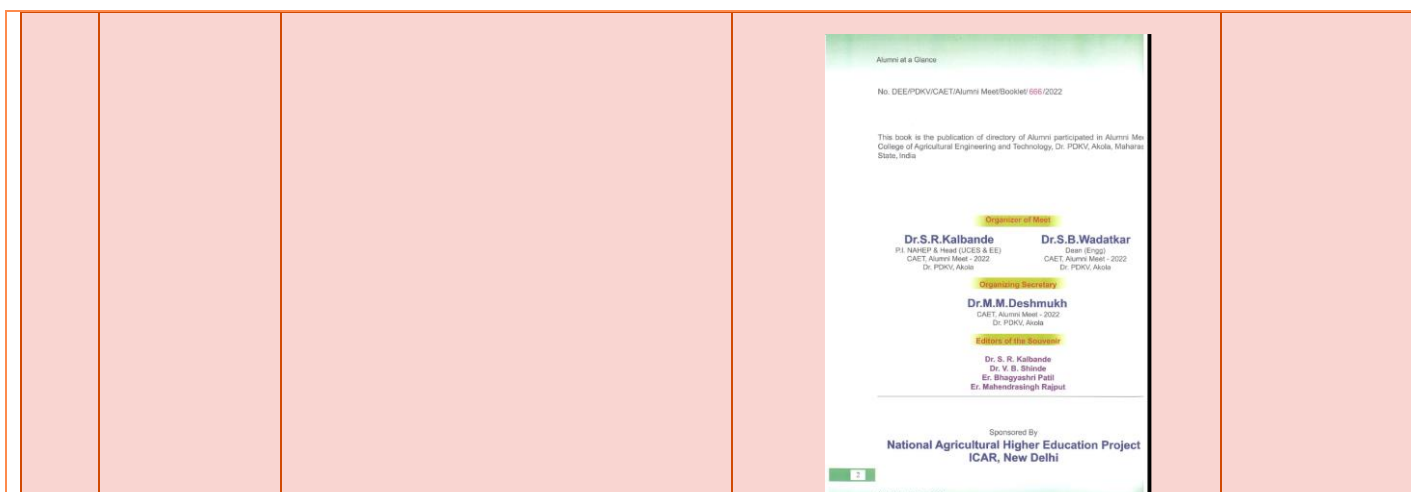 Alumni at a Glance
No. DEE/PDKV/CAET/Alumni Meet/Booklet/ 666 /2022
This book is the publication of directory of Alumni participated in Alumni
College of Agricultural Engineering and Technology, Dr. PDKV, Akola,
State, India
Organizer of Meet
Dr.S.R.Kalbande Dr.S.B.Wadatkar
P.I. NAHEP & Head (UCES & EE) Dean (Engg)
CAET, Alumni Meet - 2022 CAET, Alumni Meet - 2022
Dr. PDKV, Akola Dr. PDKV, Akola
Organizing Secretary
Dr.M.M.Deshmukh
CAET, Alumni Meet - 2022
Dr. PDKV, Akola
Editors of the Souvenir
Dr. S. R. Kalbande
Dr. V. B. Shinde
Er. Bhagyashri Patil
Er. Mahendrasingh Rajput
Sponsored By
National Agricultural Higher Education Project
ICAR, New Delhi
2